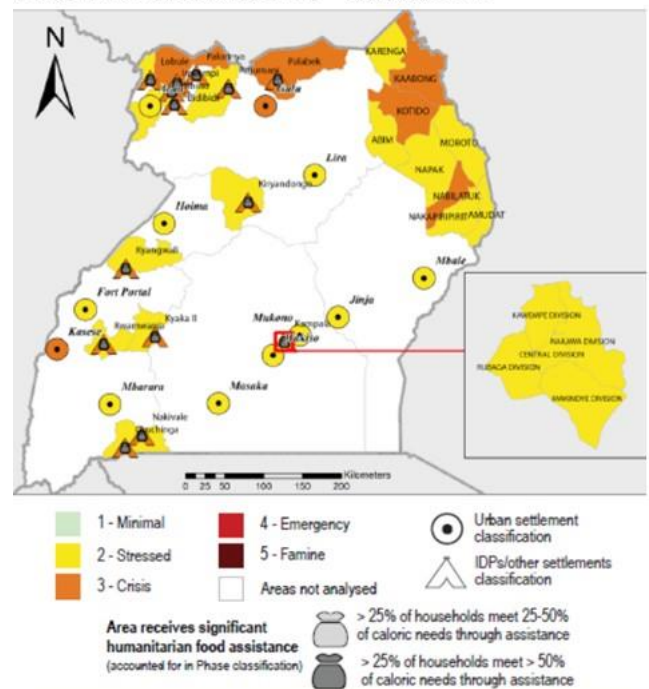 N
KARENGA
KAABONG
KOTIDO
Lobule
Palabek
Gulu
ABIM
MOROTO
NAPAK
NABILATUK
NAKAPIRIPIRIT
AMUDAT
Lira
Kiryandongo
Hoima
Kyangwali
Mbale
Fort Portal
Kyaka II
Jinja
Mukono
Kampala
Kasese
Rwamwanja
Mbarara
Masaka
Nakivale
KAWEMPE DIVISION
NAKAWA DIVISION
CENTRAL DIVISION
RUBAGA DIVISION
MAKINDYE DIVISION
Kilometers
0 25 50 100 150 200
1 - Minimal
2 - Stressed
3 - Crisis
4 - Emergency
5 - Famine
Areas not analysed
Urban settlement
classification
IDPs/other settlements
classification
Area receives significant
humanitarian food assistance
(accounted for in Phase classification)
> 25% of households meet 25-50%
of caloric needs through assistance
> 25% of households meet > 50%
of caloric needs through assistance